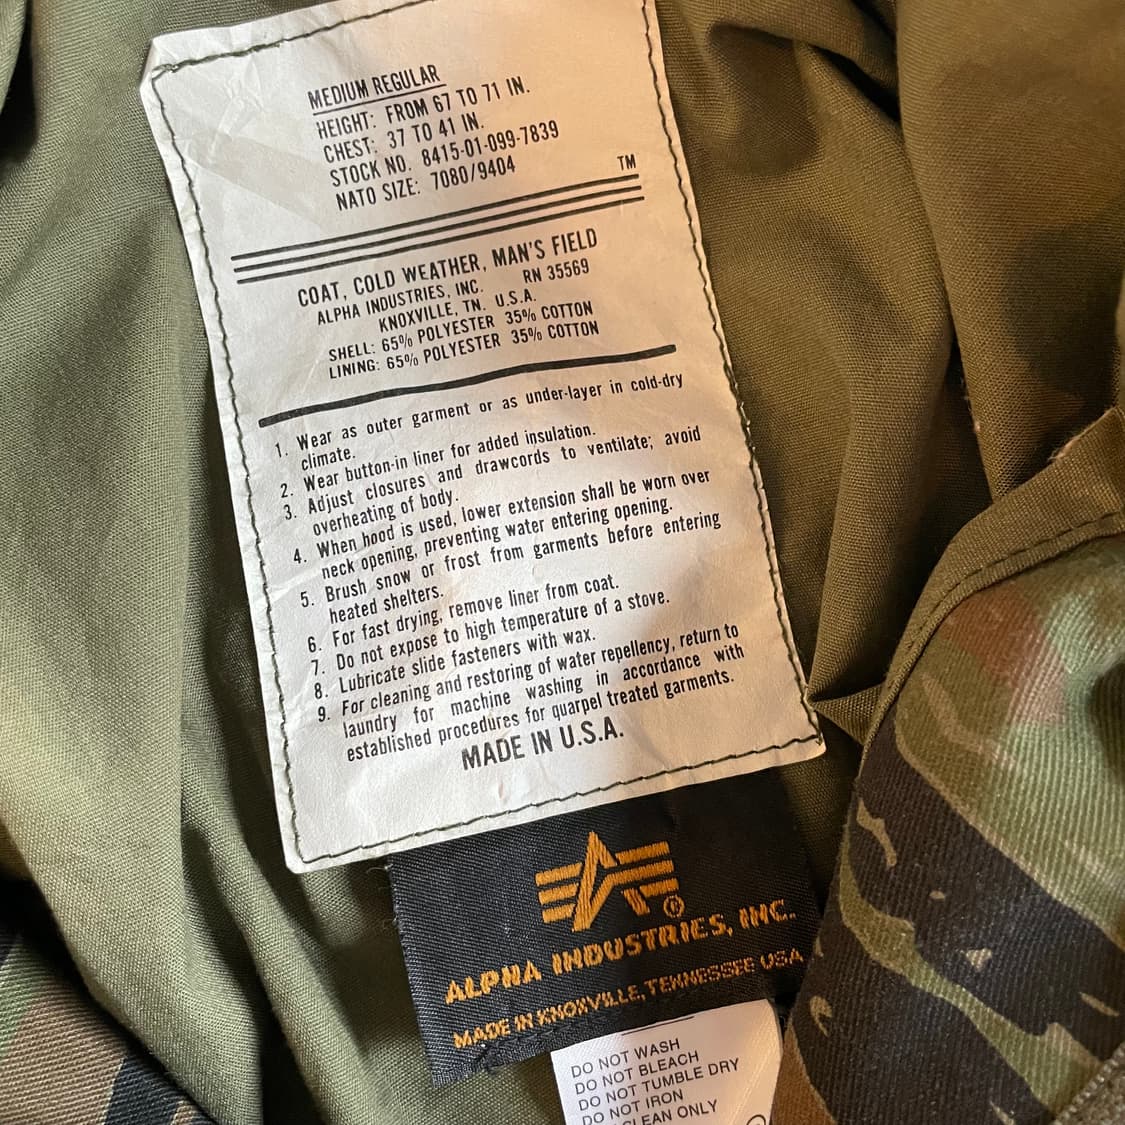 MEDIUM REGULAR
HEIGHT: FROM 67 TO 71 IN.
CHEST: 37 TO 41 IN.
STOCK NO. 8415-01-099-7839
NATO SIZE: 7080/9404
TM
COAT, COLD WEATHER, MAN'S FIELD
ALPHA INDUSTRIES, INC. RN 35569
KNOXVILLE, TN. U.S.A.
SHELL: 65% POLYESTER 35% COTTON
LINING: 65% POLYESTER 35% COTTON
1. Wear as outer garment or as under-layer in cold-dry
climate.
2. Wear button-in liner for added insulation.
3. Adjust closures and drawcords to ventilate; avoid
overheating of body.
4. When hood is used, lower extension shall be worn over
neck opening, preventing water entering opening.
5. Brush snow or frost from garments before entering
heated shelters.
6. For fast drying, remove liner from coat.
7. Do not expose to high temperature of a stove.
8. Lubricate slide fasteners with wax.
9. For cleaning and restoring of water repellency, return to
laundry for machine washing in accordance with
established procedures for quarpel treated garments.
MADE IN U.S.A.
ALPHA INDUSTRIES, INC.
MADE IN KNOXVILLE, TENNESSEE USA
DO NOT WASH
DO NOT BLEACH
DO NOT TUMBLE DRY
DO NOT IRON
CLEAN ONLY